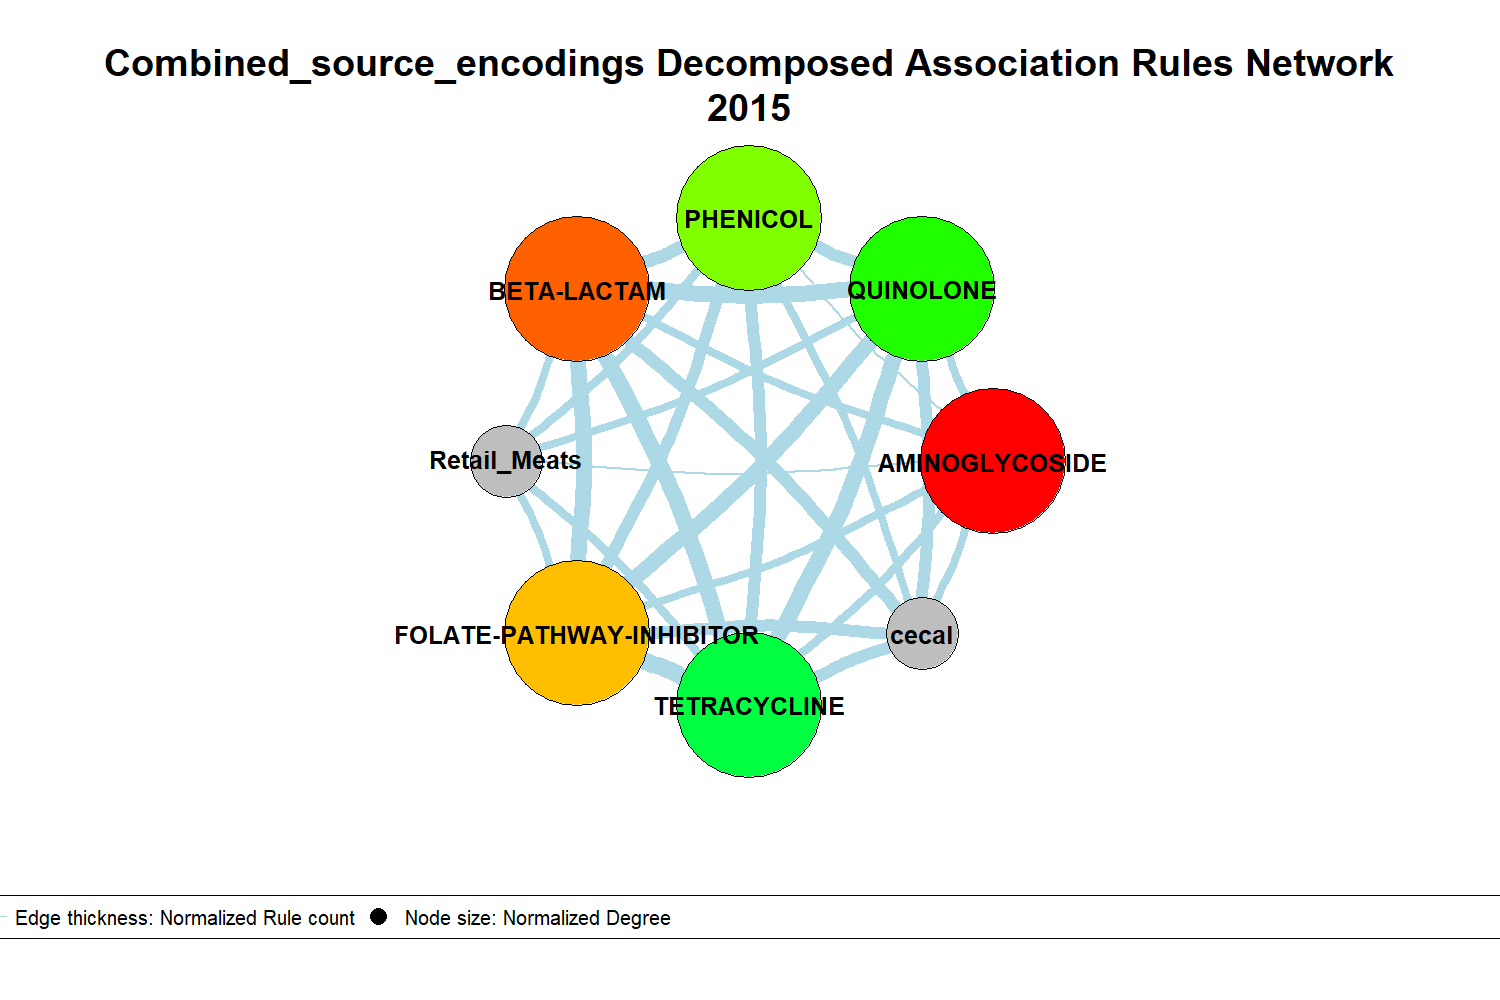 Combined_source_encodings Decomposed Association Rules Network
2015
PHENICOL
BETA-LACTAM
QUINOLONE
Retail_Meats
AMINOGLYCOSIDE
FOLATE-PATHWAY-INHIBITOR
cecal
TETRACYCLINE
Edge thickness: Normalized Rule count
Node size: Normalized Degree